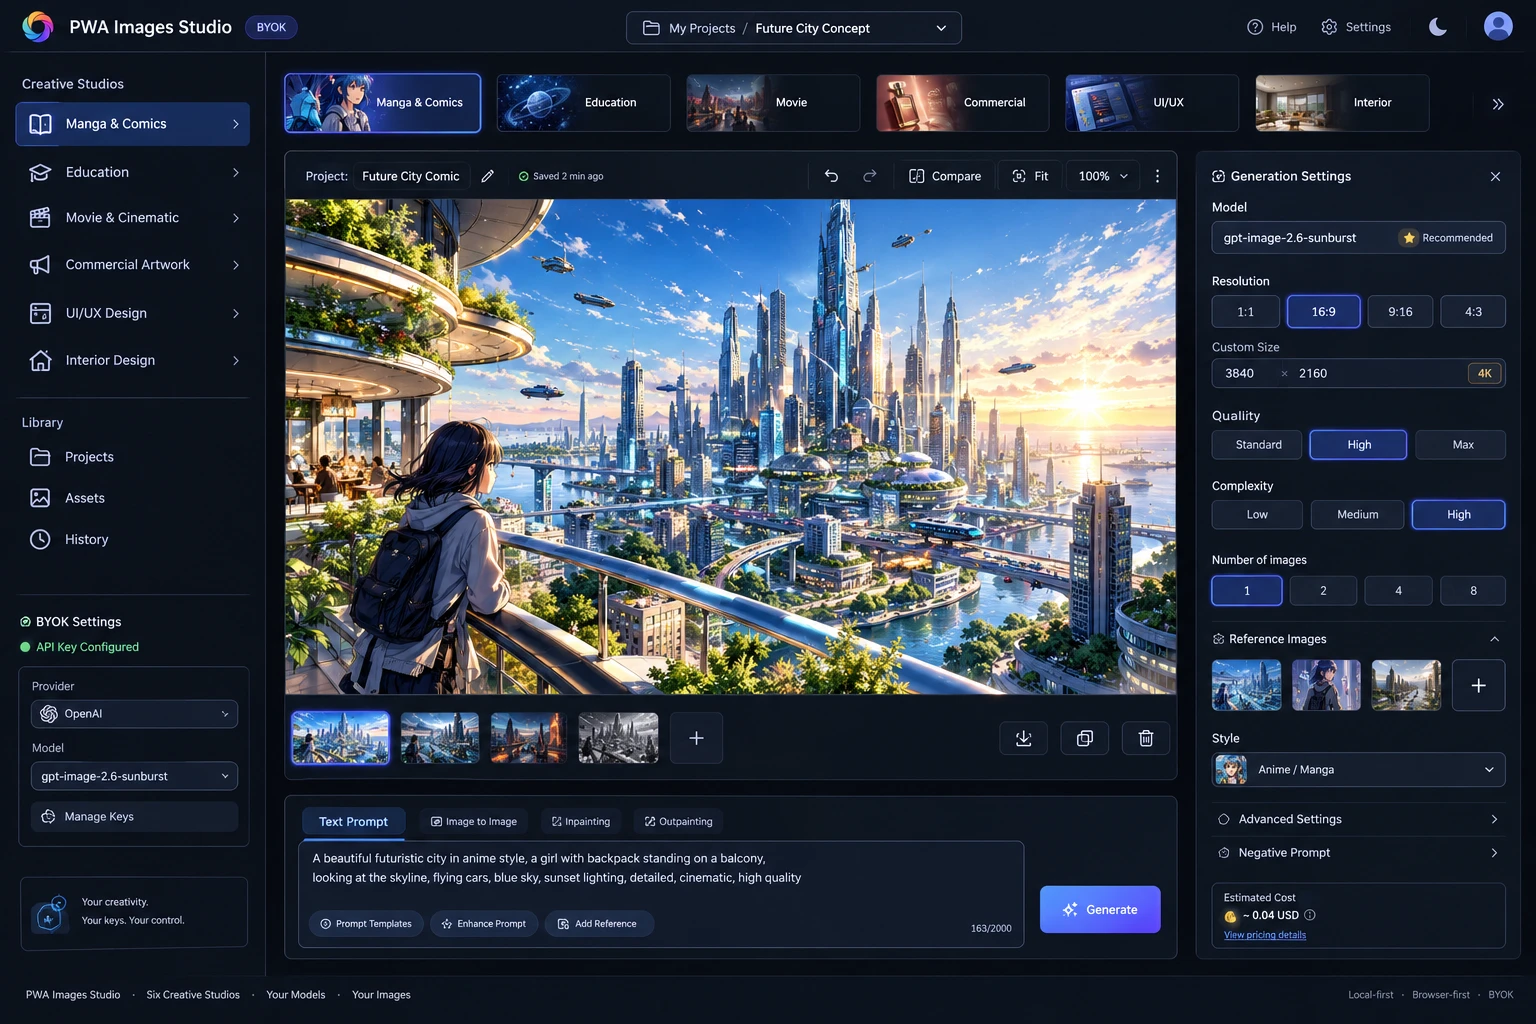 PWA Images Studio
BYOK
My Projects / Future City Concept
Help
Settings
Creative Studios
Manga & Comics
Education
Movie & Cinematic
Commercial Artwork
UI/UX Design
Interior Design
Library
Projects
Assets
History
BYOK Settings
API Key Configured
Provider
OpenAI
Model
gpt-image-2.6-sunburst
Manage Keys
Your creativity.
Your keys. Your control.
Manga & Comics
Education
Movie
Commercial
UI/UX
Interior
Project: Future City Comic
Saved 2 min ago
Compare
Fit
100%
Text Prompt
Image to Image
Inpainting
Outpainting
A beautiful futuristic city in anime style, a girl with backpack standing on a balcony,
looking at the skyline, flying cars, blue sky, sunset lighting, detailed, cinematic, high quality
Prompt Templates
Enhance Prompt
Add Reference
163/2000
Generate
Generation Settings
Model
gpt-image-2.6-sunburst
Recommended
Resolution
1:1
16:9
9:16
4:3
Custom Size
3840 × 2160
4K
Quallity
Standard
High
Max
Complexity
Low
Medium
High
Number of images
1
2
4
8
Reference Images
Style
Anime / Manga
Advanced Settings
Negative Prompt
Estimated Cost
~ 0.04 USD
View pricing details
PWA Images Studio · Six Creative Studios · Your Models · Your Images
Local-first · Browser-first · BYOK